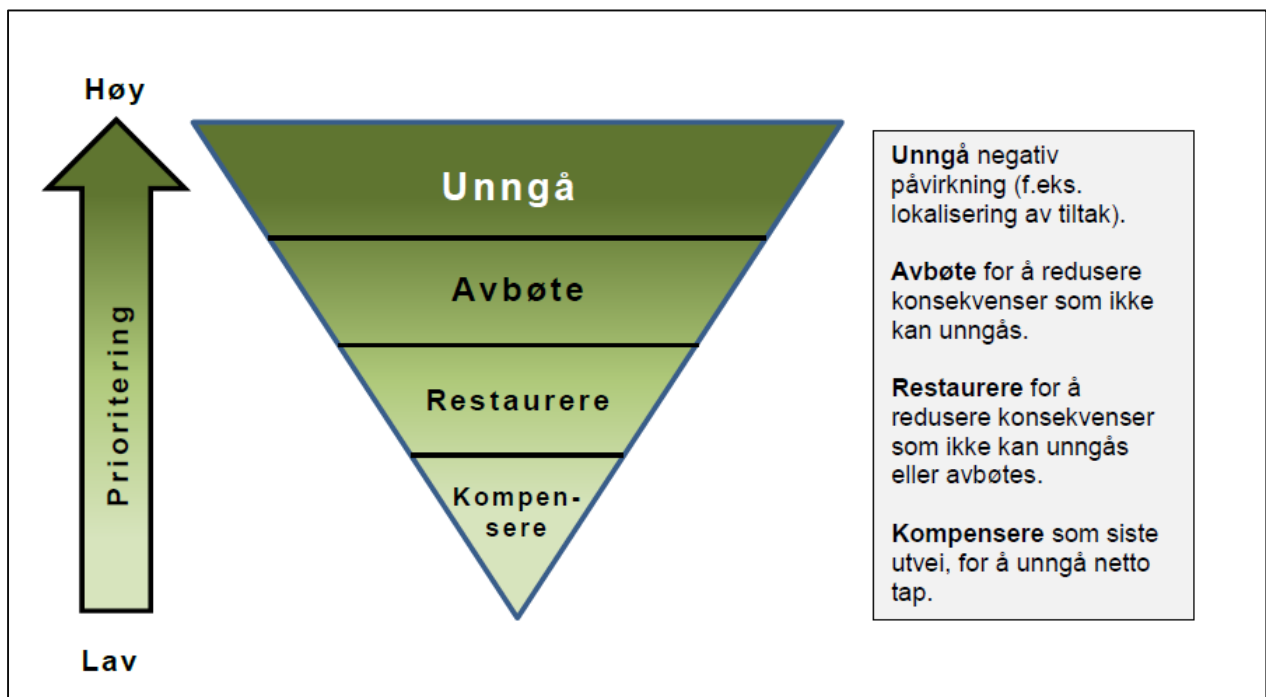 Høy
Prioritering
Lav
Unngå
Avbøte
Restaurere
Kompen-
sere
Unngå negativ
påvirkning (f.eks.
lokalisering av tiltak).
Avbøte for å redusere
konsekvenser som ikke
kan unngås.
Restaurere for å
redusere konsekvenser
som ikke kan unngås
eller avbøtes.
Kompensere som siste
utvei, for å unngå netto
tap.